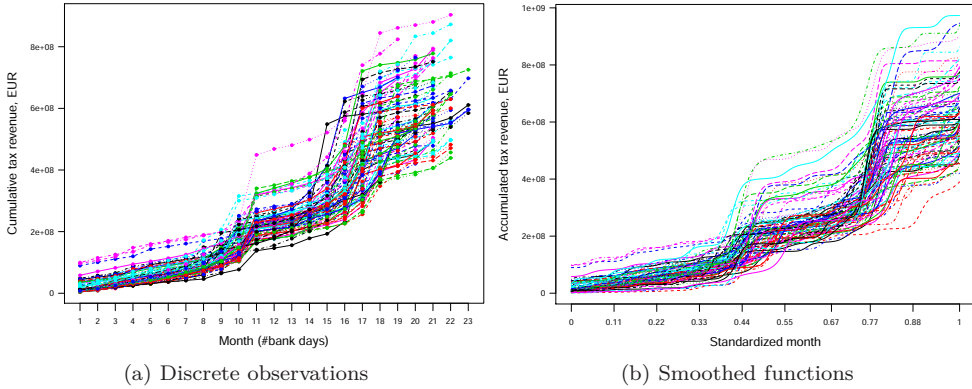 Cumulative tax revenue, EUR
8e+08
6e+08
4e+08
2e+08
0
1 2 3 4 5 6 7 8 9 10 11 12 13 14 15 16 17 18 19 20 21 22 23
Month (#bank days)
(a) Discrete observations
Accumulated tax revenue, EUR
1e+09
8e+08
6e+08
4e+08
2e+08
0
0 0.11 0.22 0.33 0.44 0.55 0.67 0.77 0.88 1
Standardized month
(b) Smoothed functions